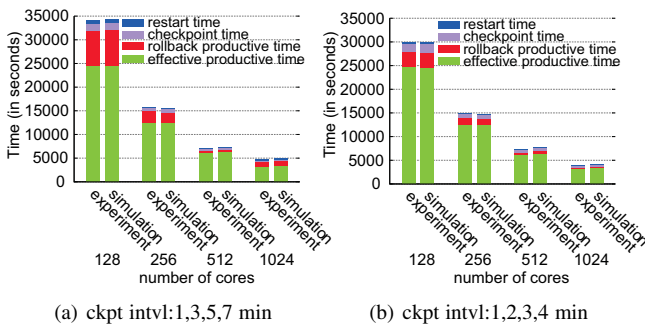 35000
30000
25000
20000
15000
10000
5000
0
Time (in seconds)
restart time
checkpoint time
rollback productive time
effective productive time
experiment
simulation
experiment
simulation
experiment
simulation
experiment
simulation
128 256 512 1024
number of cores
(a) ckpt intvl:1,3,5,7 min
35000
30000
25000
20000
15000
10000
5000
0
Time (in seconds)
restart time
checkpoint time
rollback productive time
effective productive time
experiment
simulation
experiment
simulation
experiment
simulation
experiment
simulation
128 256 512 1024
number of cores
(b) ckpt intvl:1,2,3,4 min